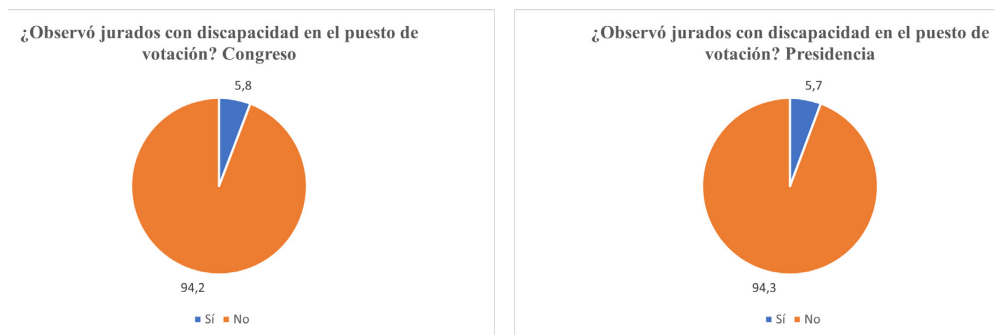 ¿Observó jurados con discapacidad en el puesto de
votación? Congreso
5,8
94,2
Sí No
¿Observó jurados con discapacidad en el puesto de
votación? Presidencia
5,7
94,3
Sí No